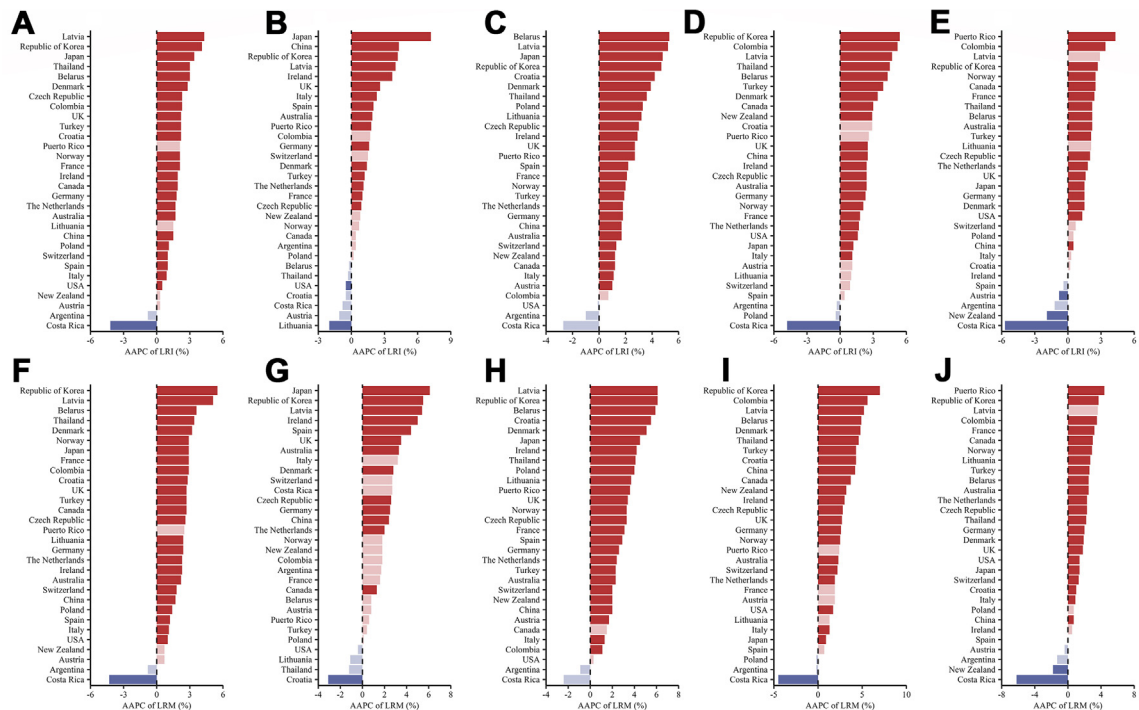 A
Latvia
Republic of Korea
Japan
Thailand
Belarus
Denmark
Czech Republic
Colombia
UK
Turkey
Croatia
Puerto Rico
Norway
France
Ireland
Canada
Germany
The Netherlands
Australia
Lithuania
China
Poland
Switzerland
Spain
Italy
USA
New Zealand
Austria
Argentina
Costa Rica
-6 -3 0 3 6
AAPC of LRI (%)
B
Japan
China
Republic of Korea
Latvia
Ireland
UK
Italy
Spain
Australia
Puerto Rico
Colombia
Germany
Switzerland
Denmark
Turkey
The Netherlands
France
Czech Republic
New Zealand
Norway
Canada
Argentina
Poland
Belarus
Thailand
USA
Croatia
Costa Rica
Austria
Lithuania
-3 0 3 6 9
AAPC of LRI (%)
C
Belarus
Latvia
Japan
Republic of Korea
Croatia
Denmark
Thailand
Poland
Lithuania
Czech Republic
Ireland
UK
Puerto Rico
Spain
France
Norway
Turkey
The Netherlands
Germany
China
Australia
Switzerland
New Zealand
Canada
Italy
Austria
Colombia
USA
Argentina
Costa Rica
-4 -2 0 2 4 6
AAPC of LRI (%)
D
Republic of Korea
Colombia
Latvia
Thailand
Belarus
Turkey
Denmark
Canada
New Zealand
Croatia
Puerto Rico
UK
China
Ireland
Czech Republic
Australia
Germany
Norway
France
The Netherlands
USA
Japan
Italy
Austria
Lithuania
Switzerland
Spain
Argentina
Poland
Costa Rica
-6 -3 0 3 6
AAPC of LRI (%)
E
Puerto Rico
Colombia
Latvia
Republic of Korea
Norway
Canada
France
Thailand
Belarus
Australia
Turkey
Lithuania
Czech Republic
The Netherlands
UK
Japan
Germany
Denmark
USA
Switzerland
Poland
China
Italy
Croatia
Ireland
Spain
Austria
Argentina
New Zealand
Costa Rica
-6 -3 0 3 6
AAPC of LRI (%)
F
Republic of Korea
Latvia
Belarus
Thailand
Denmark
Norway
Japan
France
Colombia
Croatia
UK
Turkey
Canada
Czech Republic
Puerto Rico
Lithuania
Germany
The Netherlands
Ireland
Australia
Switzerland
China
Poland
Spain
Italy
USA
New Zealand
Austria
Argentina
Costa Rica
-6 -3 0 3 6
AAPC of LRM (%)
G
Japan
Republic of Korea
Latvia
Ireland
Spain
UK
Australia
Italy
Denmark
Switzerland
Costa Rica
Czech Republic
Germany
China
The Netherlands
Norway
New Zealand
Colombia
Argentina
France
Canada
Belarus
Austria
Puerto Rico
Turkey
Poland
USA
Lithuania
Thailand
Croatia
-4 -2 0 2 4 6 8
AAPC of LRM (%)
H
Latvia
Republic of Korea
Belarus
Croatia
Denmark
Japan
Ireland
Thailand
Poland
Lithuania
Puerto Rico
UK
Norway
Czech Republic
France
Spain
Germany
The Netherlands
Turkey
Australia
Switzerland
New Zealand
China
Austria
Canada
Italy
Colombia
USA
Argentina
Costa Rica
-4 -2 0 2 4 6 8
AAPC of LRM (%)
I
Republic of Korea
Colombia
Latvia
Belarus
Denmark
Thailand
Turkey
Croatia
China
Canada
New Zealand
Ireland
Czech Republic
UK
Germany
Norway
Puerto Rico
Australia
Switzerland
The Netherlands
France
Austria
USA
Lithuania
Italy
Japan
Spain
Poland
Argentina
Costa Rica
-5 0 5 10
AAPC of LRM (%)
J
Puerto Rico
Republic of Korea
Latvia
Colombia
France
Canada
Norway
Lithuania
Turkey
Belarus
Australia
Czech Republic
Thailand
Germany
Denmark
UK
USA
Japan
Switzerland
Croatia
Italy
Poland
China
Ireland
Spain
Austria
Argentina
New Zealand
Costa Rica
-8 -4 0 4 8
AAPC of LRM (%)